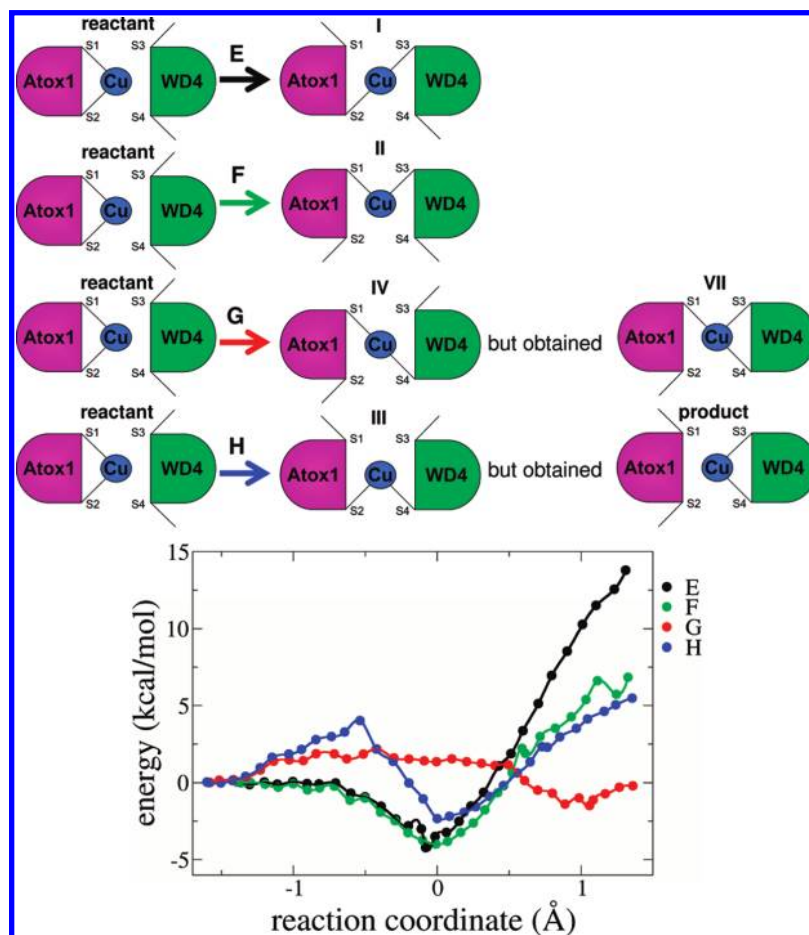 reactant E I
S1 S3 S1 S3
Atox1 Cu WD4 Atox1 Cu WD4
S2 S4 S2 S4
reactant F II
S1 S3 S1 S3
Atox1 Cu WD4 Atox1 Cu WD4
S2 S4 S2 S4
reactant G IV VII
S1 S3 S1 S3 S1 S3
Atox1 Cu WD4 Atox1 Cu WD4 but obtained Atox1 Cu WD4
S2 S4 S2 S4 S2 S4
reactant H III product
S1 S3 S1 S3 S1 S3
Atox1 Cu WD4 Atox1 Cu WD4 but obtained Atox1 Cu WD4
S2 S4 S2 S4 S2 S4
15
10
5
0
-5
energy (kcal/mol)
E
F
G
H
-1 0 1
reaction coordinate (Å)